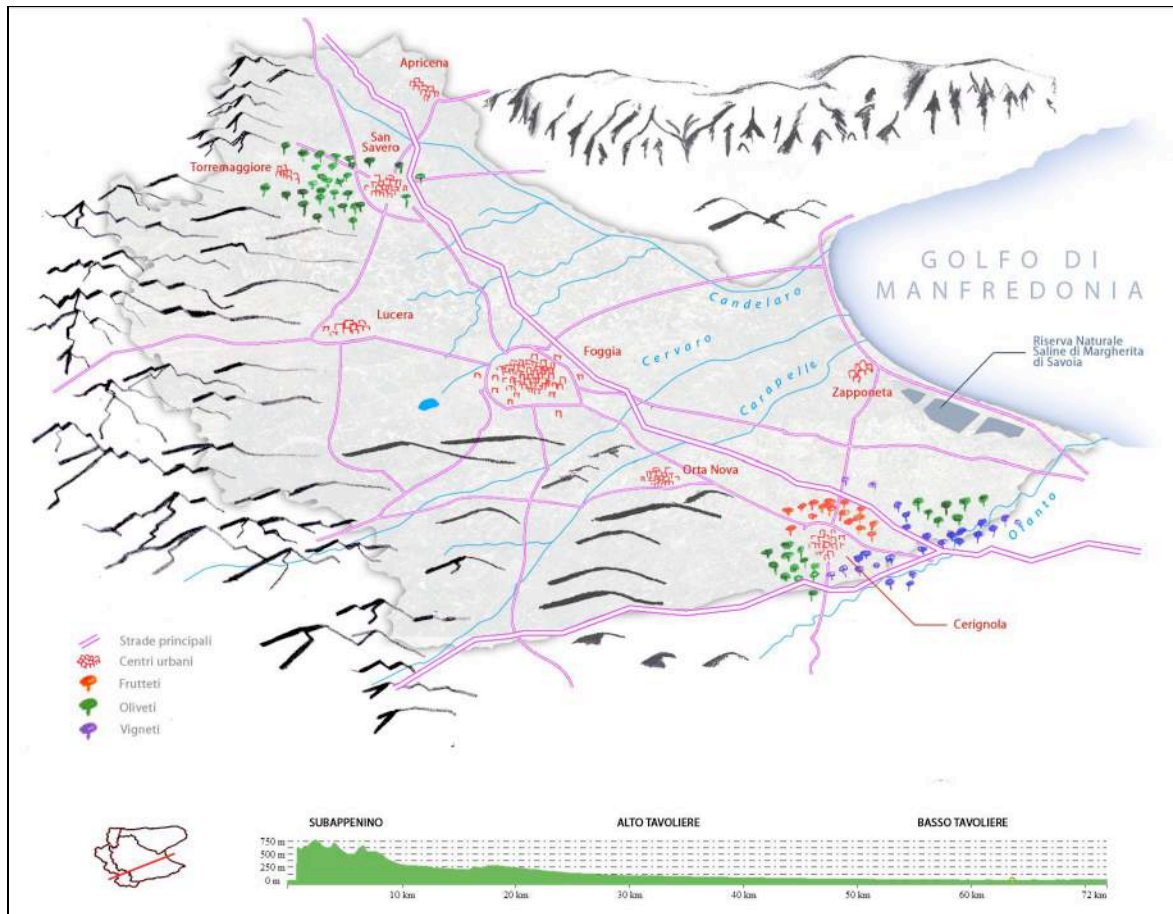 Apricena
San
Savero
Torremaggiore
GOLFO DI
MANFREDONIA
Candelaro
Lucera
Foggia
Cervaro
Riserva Naturale
Saline di Margherita
di Savoia
Carapelle
Zapponeta
Orta Nova
Ofanto
Cerignola
Strade principali
Centri urbani
Frutteti
Oliveti
Vigneti
SUBAPPENINO
ALTO TAVOLIERE
BASSO TAVOLIERE
750 m
500 m
250 m
0 m
10 km
20 km
30 km
40 km
50 km
60 km
72 km